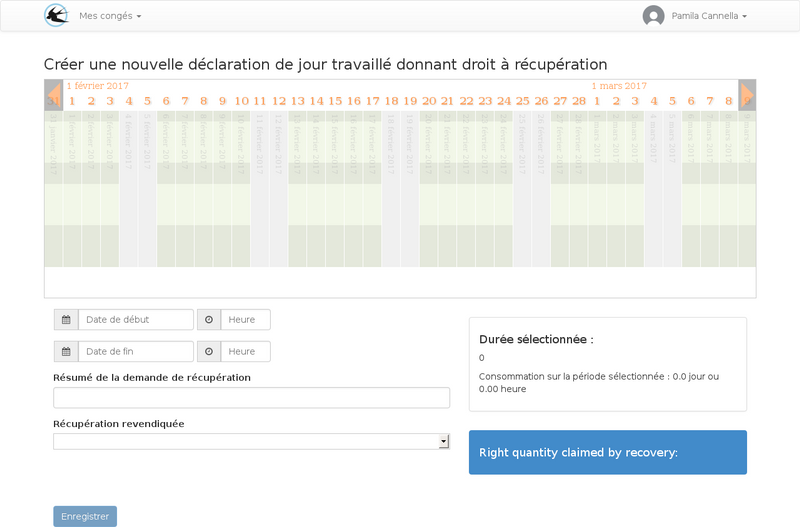 Mes congés
Pamila Cannella
Créer une nouvelle déclaration de jour travaillé donnant droit à récupération
1 février 2017 1 mars 2017
31 1 2 3 4 5 6 7 8 9 10 11 12 13 14 15 16 17 18 19 20 21 22 23 24 25 26 27 28 1 2 3 4 5 6 7 8 9
31 janvier 2017
1 février 2017
2 février 2017
3 février 2017
4 février 2017
5 février 2017
6 février 2017
7 février 2017
8 février 2017
9 février 2017
10 février 2017
11 février 2017
12 février 2017
13 février 2017
14 février 2017
15 février 2017
16 février 2017
17 février 2017
18 février 2017
19 février 2017
20 février 2017
21 février 2017
22 février 2017
23 février 2017
24 février 2017
25 février 2017
26 février 2017
27 février 2017
28 février 2017
1 mars 2017
2 mars 2017
3 mars 2017
4 mars 2017
5 mars 2017
6 mars 2017
7 mars 2017
8 mars 2017
9 mars 2017
Date de début Heure
Date de fin Heure
Résumé de la demande de récupération
Récupération revendiquée
Durée sélectionnée :
0
Consommation sur la période sélectionnée : 0.0 jour ou
0.00 heure
Right quantity claimed by recovery:
Enregistrer